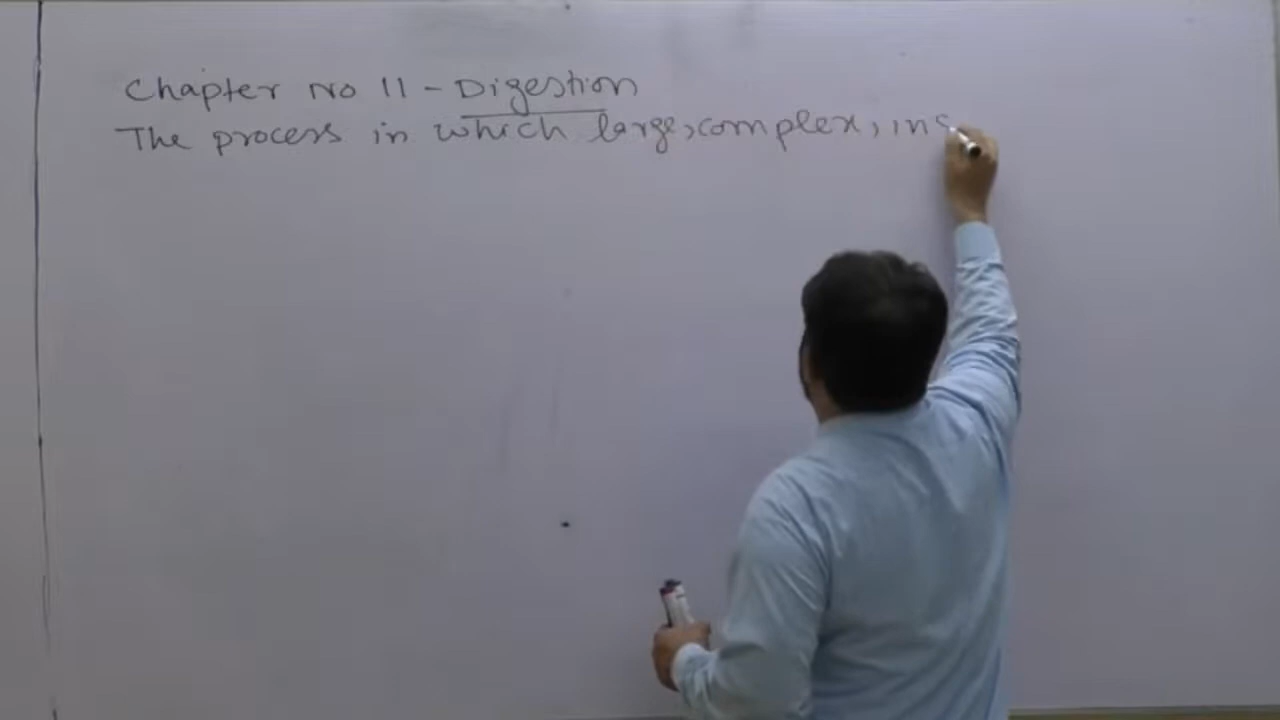 Chapter No 11 - Digestion
The process in which large, complex, ins